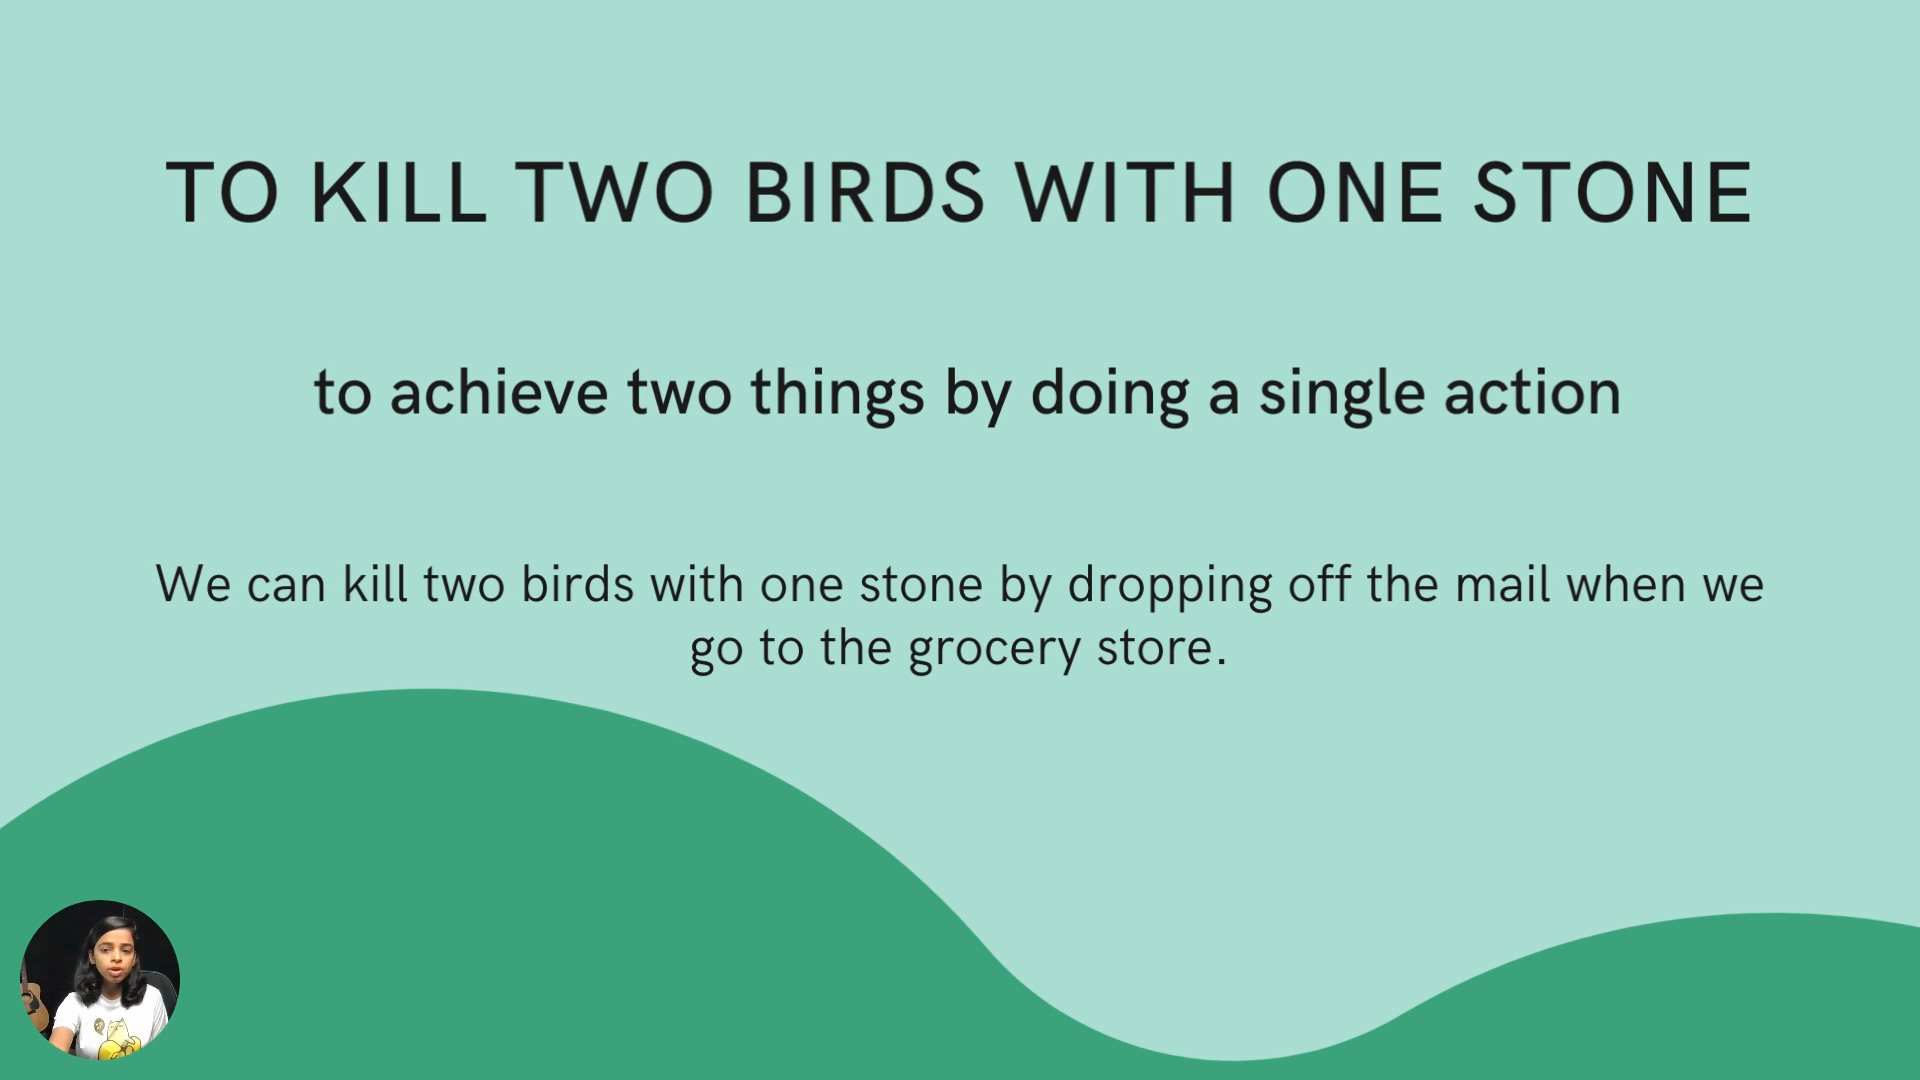 TO KILL TWO BIRDS WITH ONE STONE
to achieve two things by doing a single action
We can kill two birds with one stone by dropping off the mail when we
go to the grocery store.